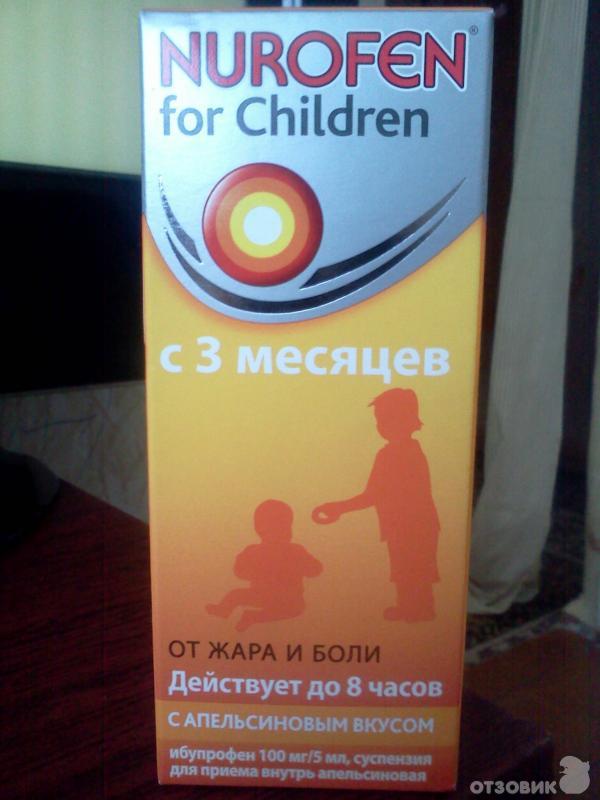 NUROFEN®
for Children
с 3 месяцев
ОТ ЖАРА И БОЛИ
Действует до 8 часов
С АПЕЛЬСИНОВЫМ ВКУСОМ
ибупрофен 100 мг/5 мл, суспензия
для приема внутрь апельсиновая
ОТЗОВИК